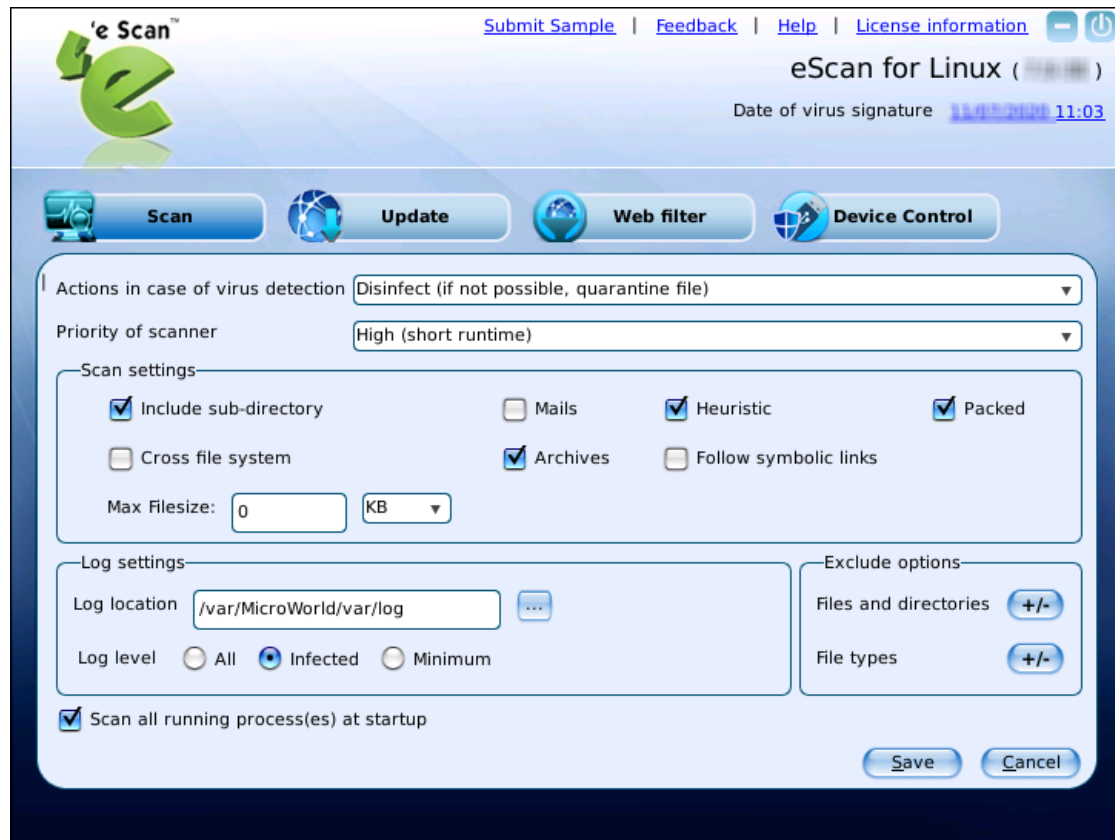 'e Scan™
Submit Sample | Feedback | Help | License information
eScan for Linux ( )
Date of virus signature 11:03
Scan Update Web filter Device Control
Actions in case of virus detection Disinfect (if not possible, quarantine file)
Priority of scanner High (short runtime)
Scan settings
Include sub-directory Mails Heuristic Packed
Cross file system Archives Follow symbolic links
Max Filesize: 0 KB
Log settings Exclude options
Log location /var/MicroWorld/var/log ... Files and directories +/-
Log level All Infected Minimum File types +/-
Scan all running process(es) at startup
Save Cancel